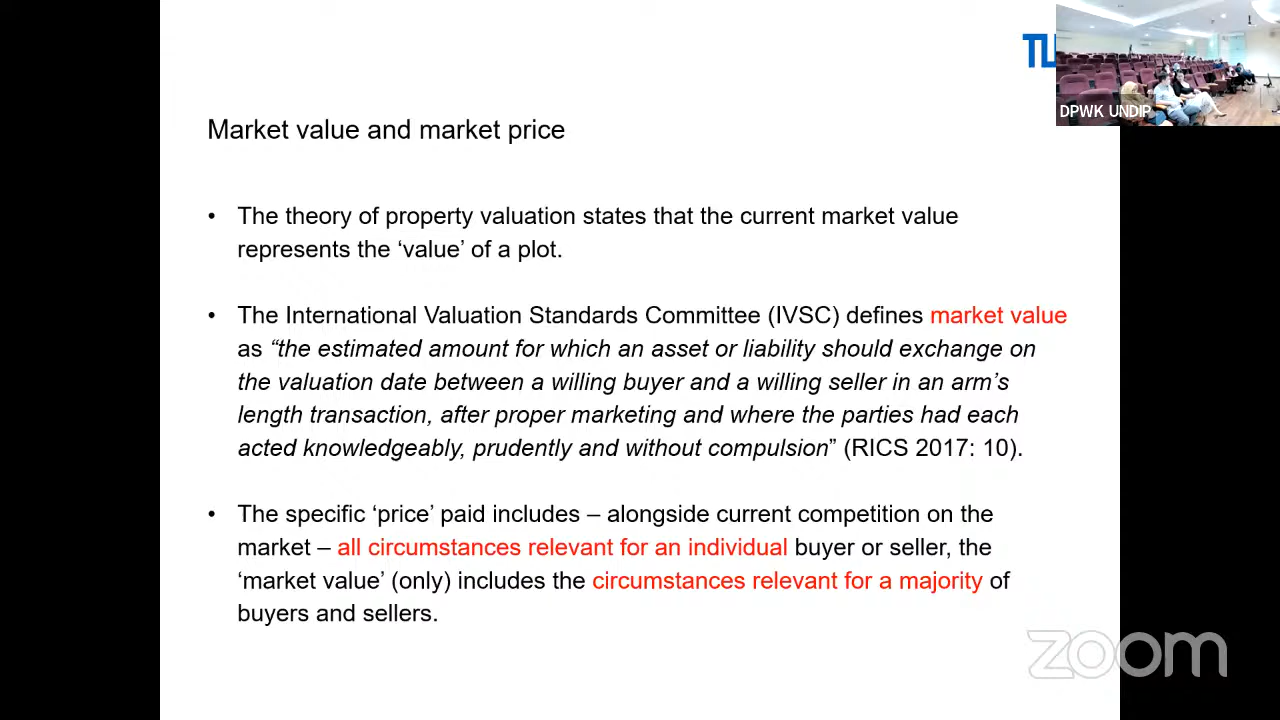 TU
DPWK UNDIP
Market value and market price
• The theory of property valuation states that the current market value
represents the ‘value’ of a plot.
• The International Valuation Standards Committee (IVSC) defines market value
as “the estimated amount for which an asset or liability should exchange on
the valuation date between a willing buyer and a willing seller in an arm’s
length transaction, after proper marketing and where the parties had each
acted knowledgeably, prudently and without compulsion” (RICS 2017: 10).
• The specific ‘price’ paid includes – alongside current competition on the
market – all circumstances relevant for an individual buyer or seller, the
‘market value’ (only) includes the circumstances relevant for a majority of
buyers and sellers.
zoom